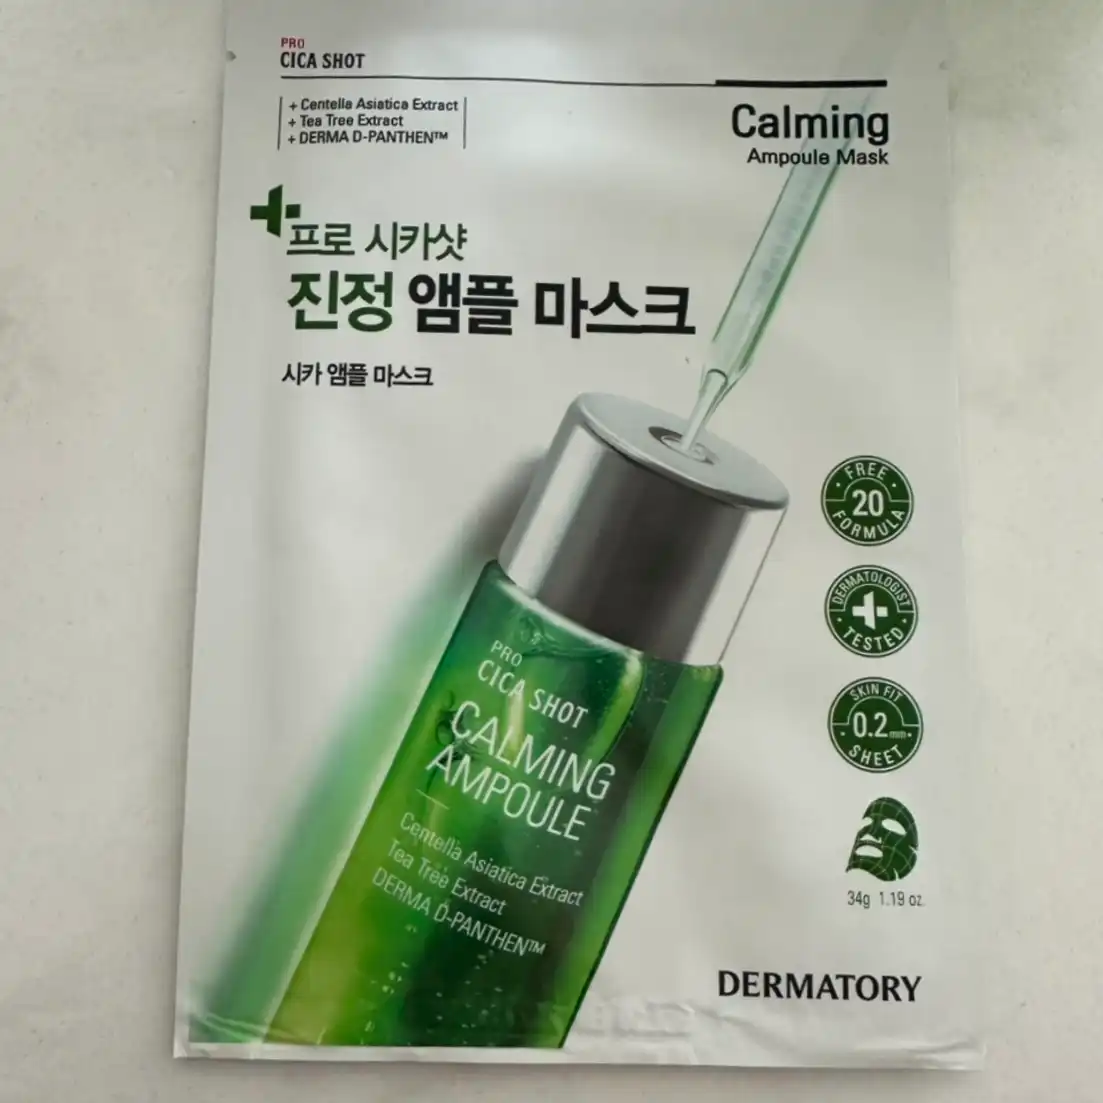 PRO
CICA SHOT
+ Centella Asiatica Extract
+ Tea Tree Extract
+ DERMA D-PANTHEN™
Calming
Ampoule Mask
프로 시카샷
진정 앰플 마스크
시카 앰플 마스크
FREE
20
FORMULA
DERMATOLOGIST
TESTED
SKIN FIT
0.2mm
SHEET
PRO
CICA SHOT
CALMING
AMPOULE
Centella Asiatica Extract
Tea Tree Extract
DERMA D-PANTHEN™
34g 1.19 oz.
DERMATORY